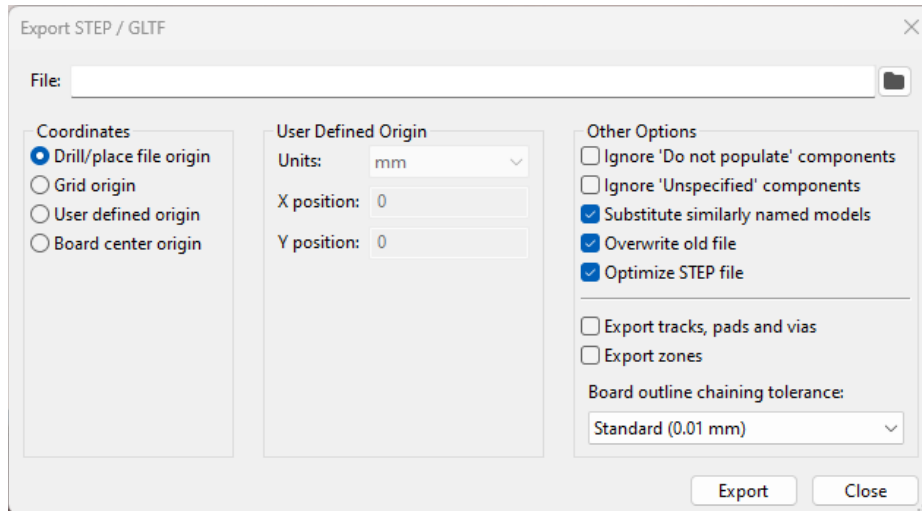 Export STEP / GLTF
File:
Coordinates
Drill/place file origin
Grid origin
User defined origin
Board center origin
User Defined Origin
Units: mm
X position: 0
Y position: 0
Other Options
Ignore 'Do not populate' components
Ignore 'Unspecified' components
Substitute similarly named models
Overwrite old file
Optimize STEP file
Export tracks, pads and vias
Export zones
Board outline chaining tolerance:
Standard (0.01 mm)
Export Close